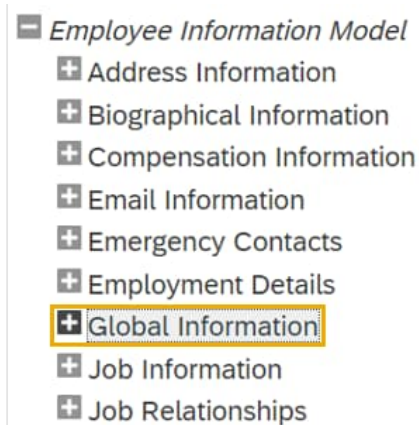 Employee Information Model
Address Information
Biographical Information
Compensation Information
Email Information
Emergency Contacts
Employment Details
Global Information
Job Information
Job Relationships